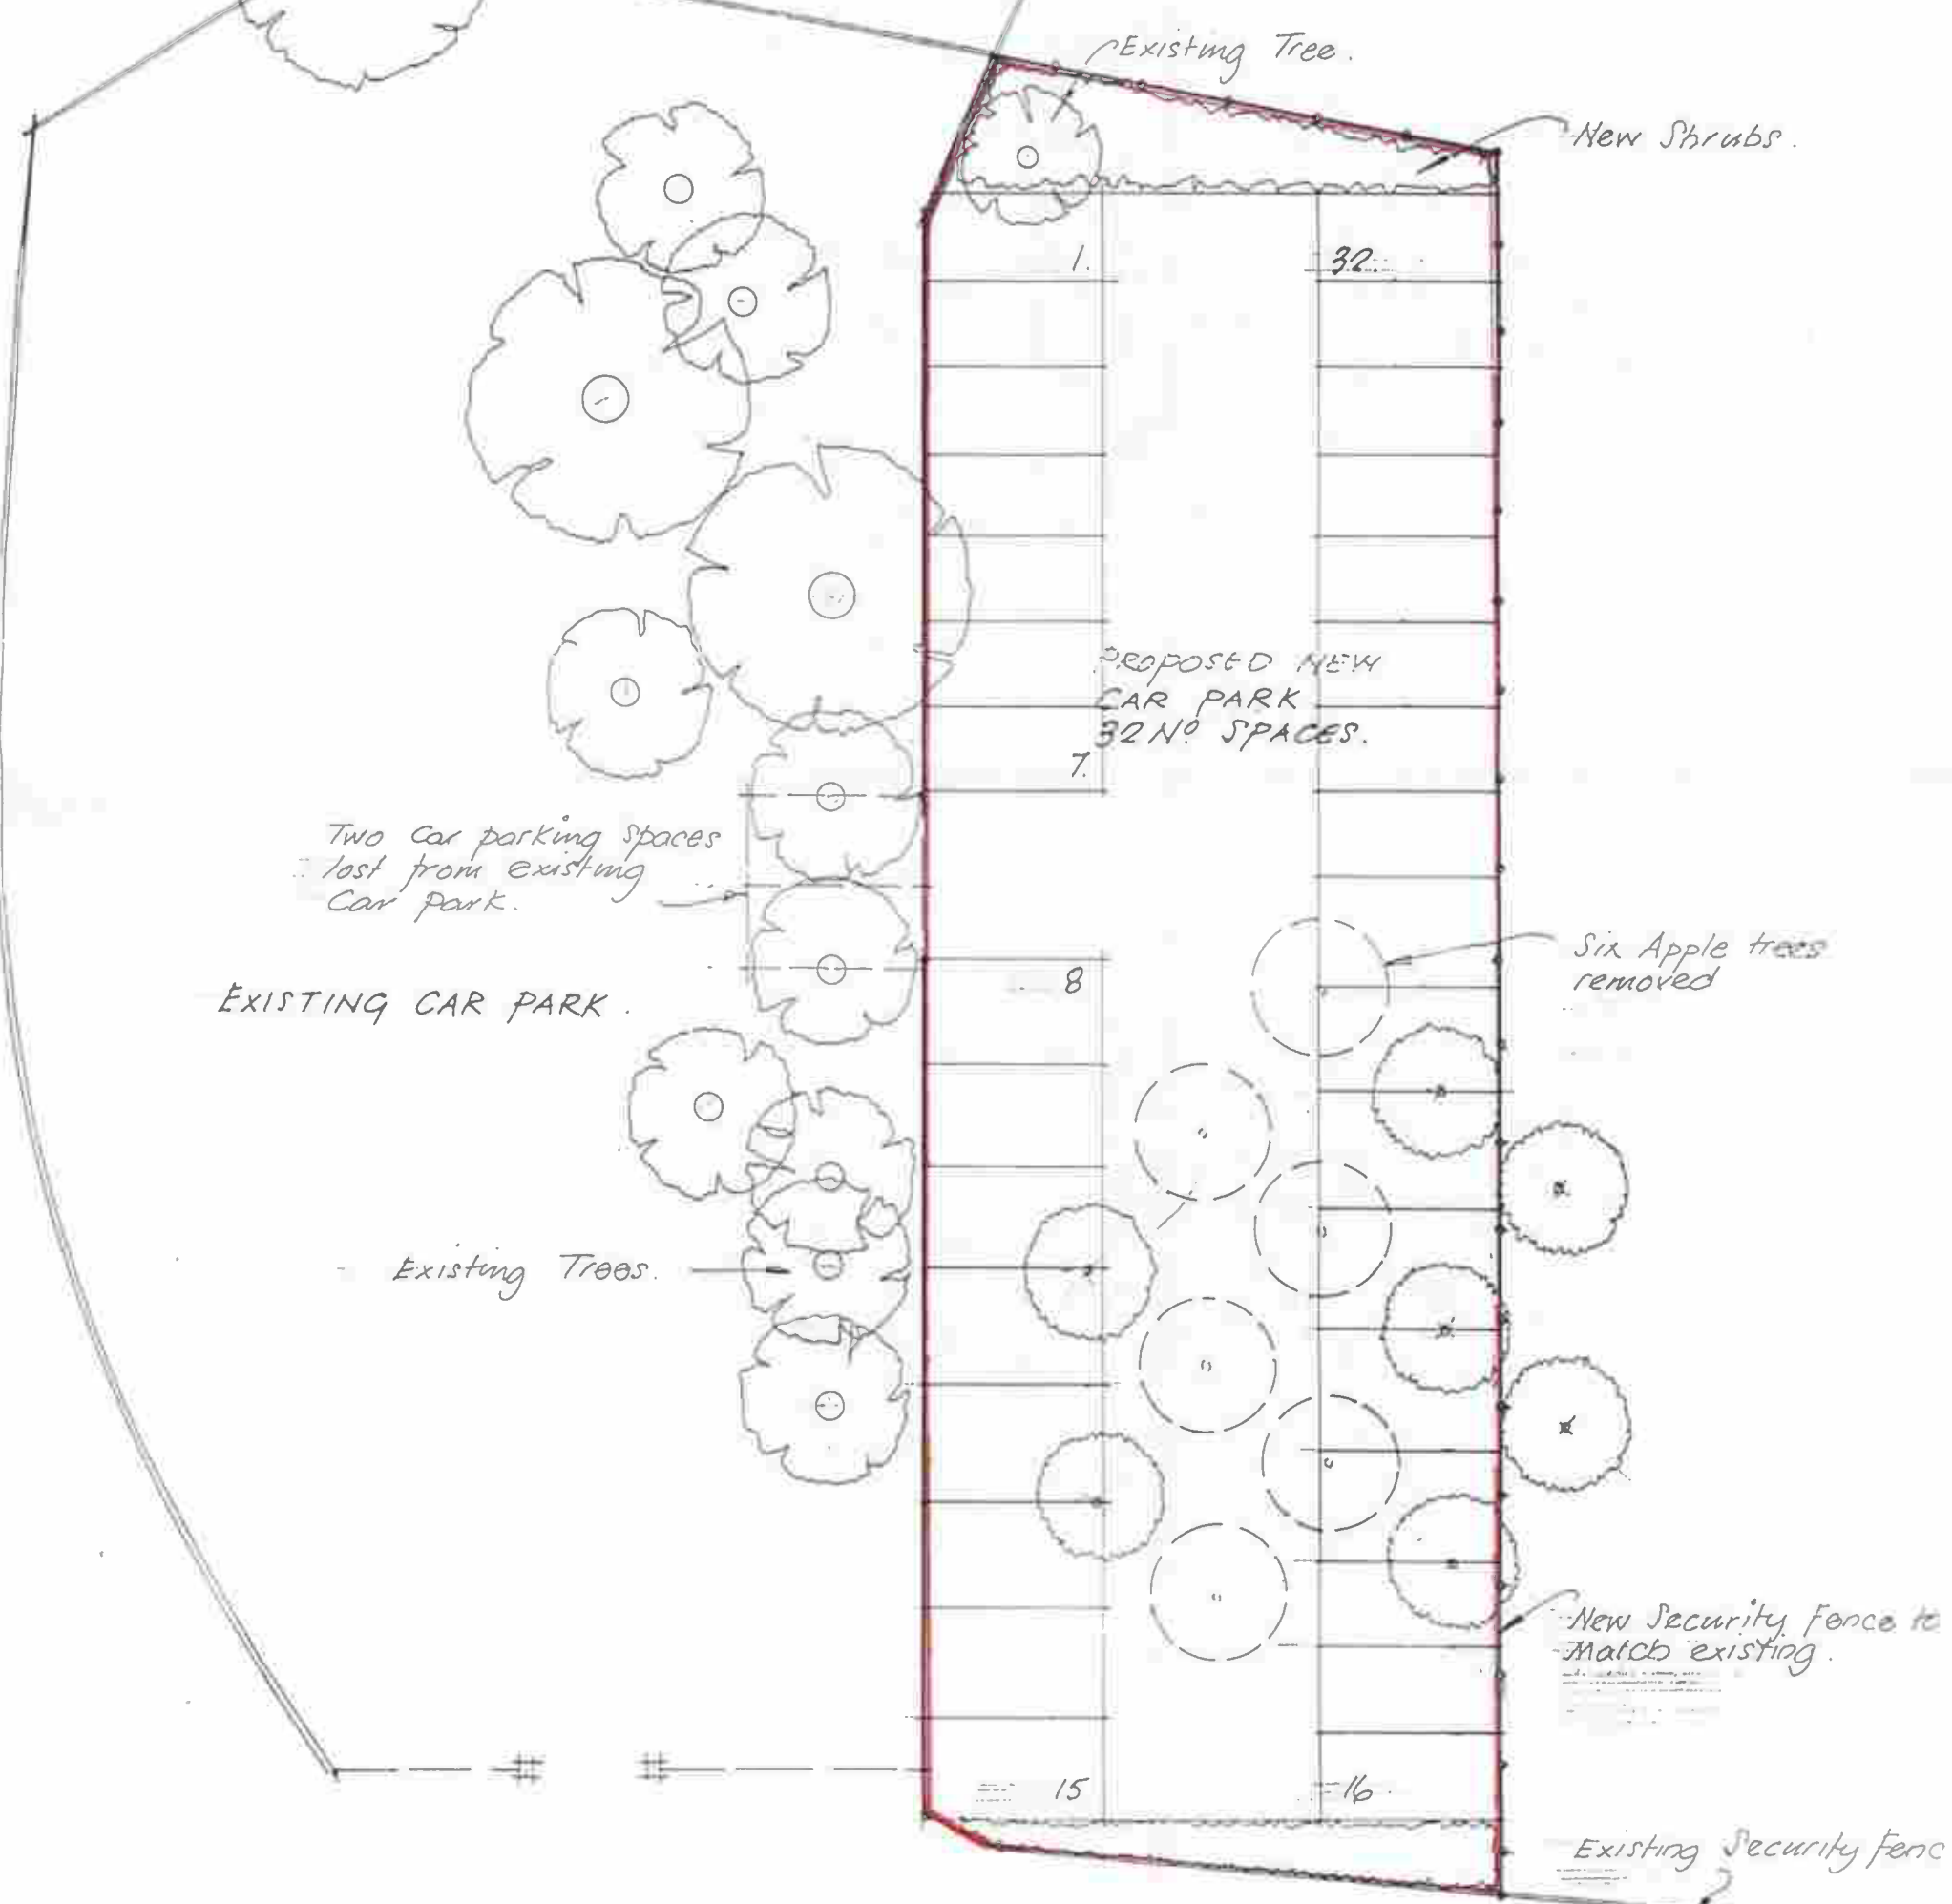 Existing Tree.
New Shrubs.
1.
32.
PROPOSED NEW
CAR PARK
32 Nº SPACES.
7.
Two Car parking spaces
lost from existing
Car park.
Six Apple trees
removed
8
EXISTING CAR PARK.
Existing Trees.
New Security Fence to
Match existing.
15
16
Existing Security Fenc